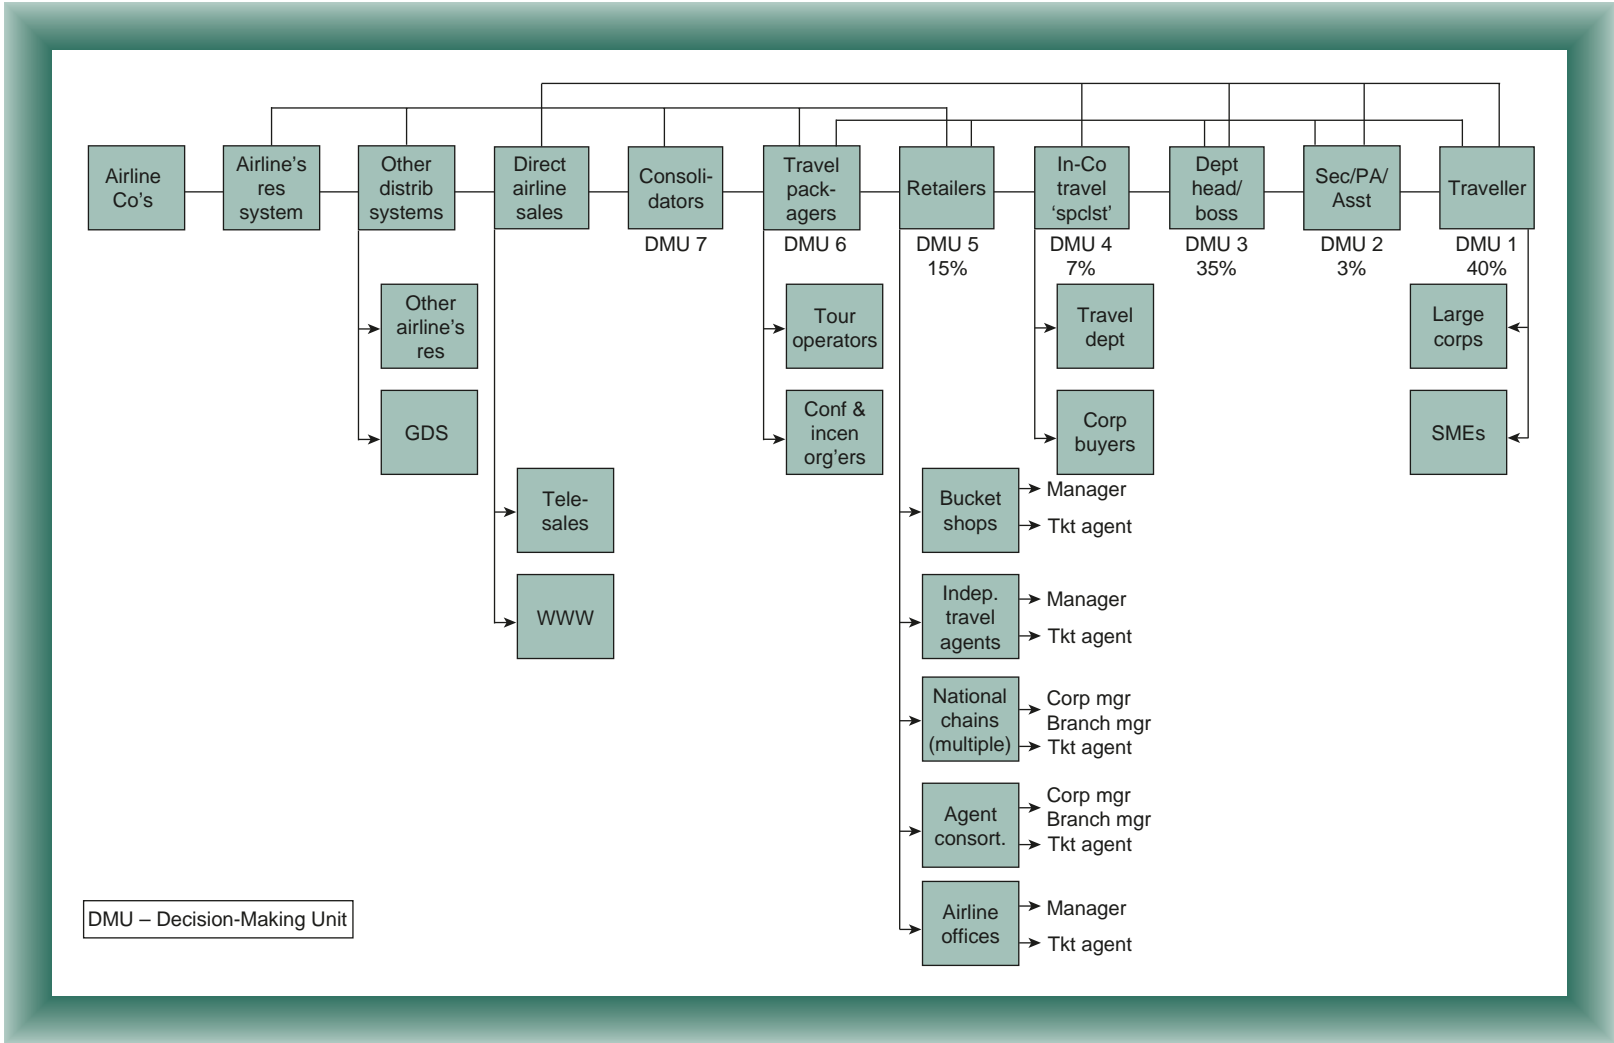 Airline
Co's
Airline's
res
system
Other
distrib
systems
Direct
airline
sales
Consoli-
dators
Travel
pack-
agers
Retailers
In-Co
travel
'spclst'
Dept
head/
boss
Sec/PA/
Asst
Traveller
DMU 7
DMU 6
DMU 5
15%
DMU 4
7%
DMU 3
35%
DMU 2
3%
DMU 1
40%
Other
airline's
res
GDS
Tele-
sales
WWW
Tour
operators
Conf &
incen
org'ers
Travel
dept
Corp
buyers
Large
corps
SMEs
Bucket
shops
Manager
Tkt agent
Indep.
travel
agents
Manager
Tkt agent
National
chains
(multiple)
Corp mgr
Branch mgr
Tkt agent
Agent
consort.
Corp mgr
Branch mgr
Tkt agent
Airline
offices
Manager
Tkt agent
DMU – Decision-Making Unit